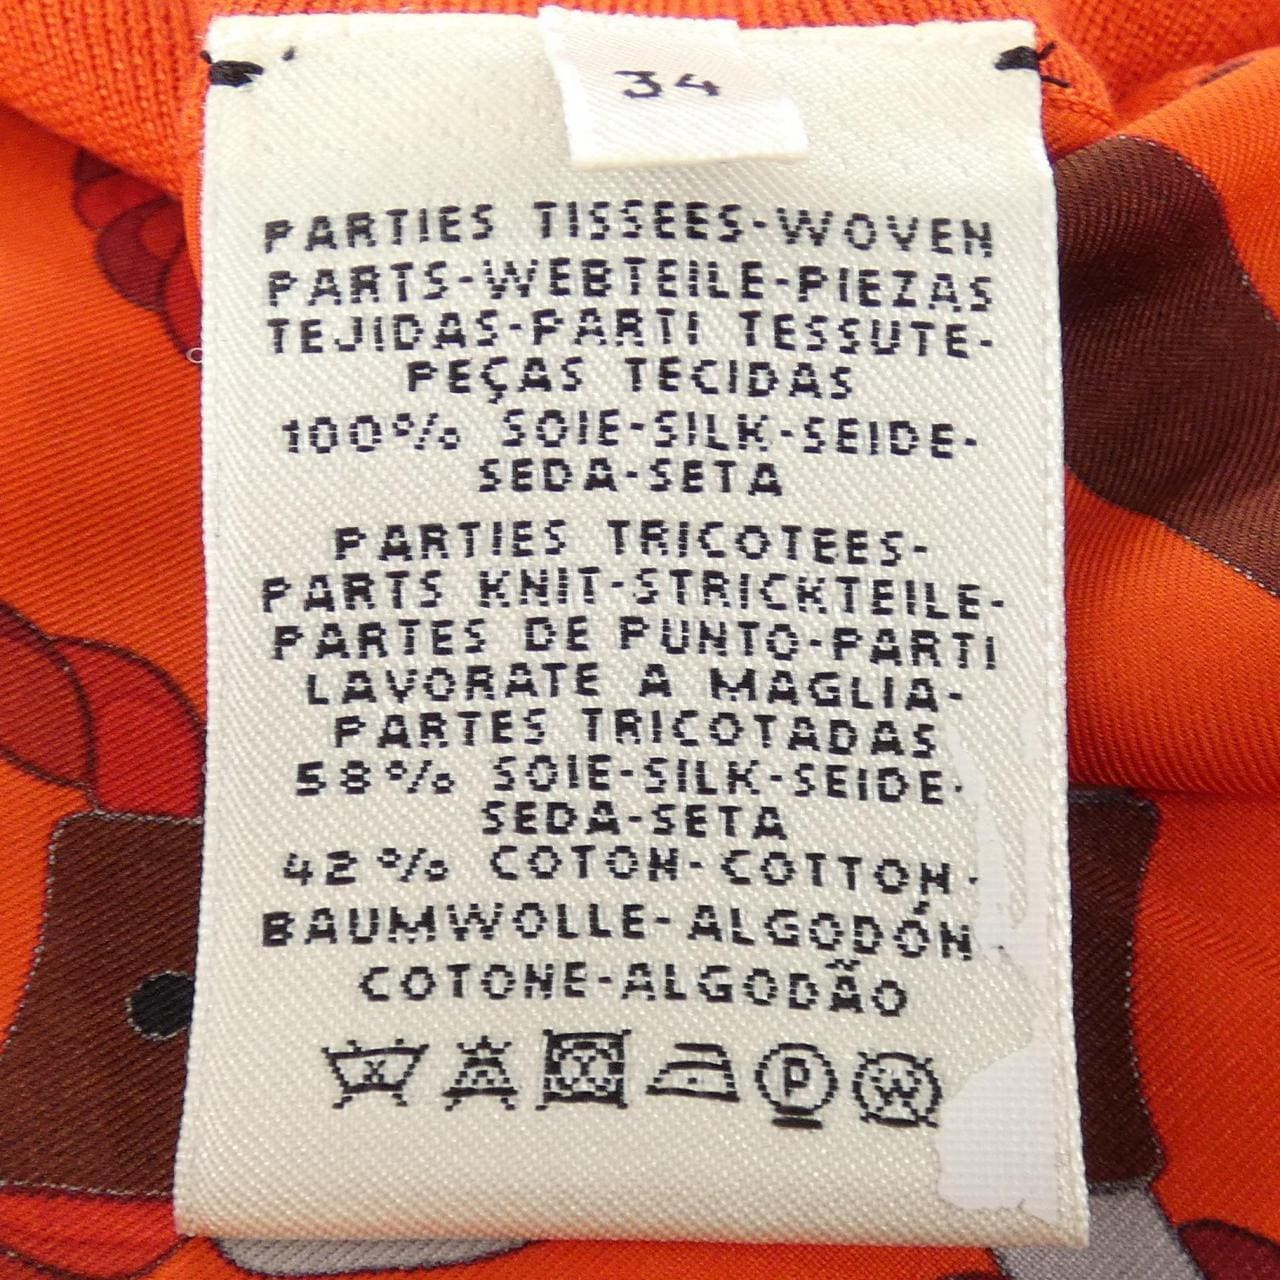 34
PARTIES TISSEES-WOVEN
PARTS-WEBTEILE-PIEZAS
TEJIDAS-PARTI TESSUTE-
PEÇAS TECIDAS
100% SOIE-SILK-SEIDE-
SEDA-SETA
PARTIES TRICOTEES-
PARTS KNIT-STRICKTEILE-
PARTES DE PUNTO-PARTI
LAVORATE A MAGLIA-
PARTES TRICOTADAS
58% SOIE-SILK-SEIDE-
SEDA-SETA
42% COTON-COTTON-
BAUMWOLLE-ALGODÓN
COTONE-ALGODÃO
P W